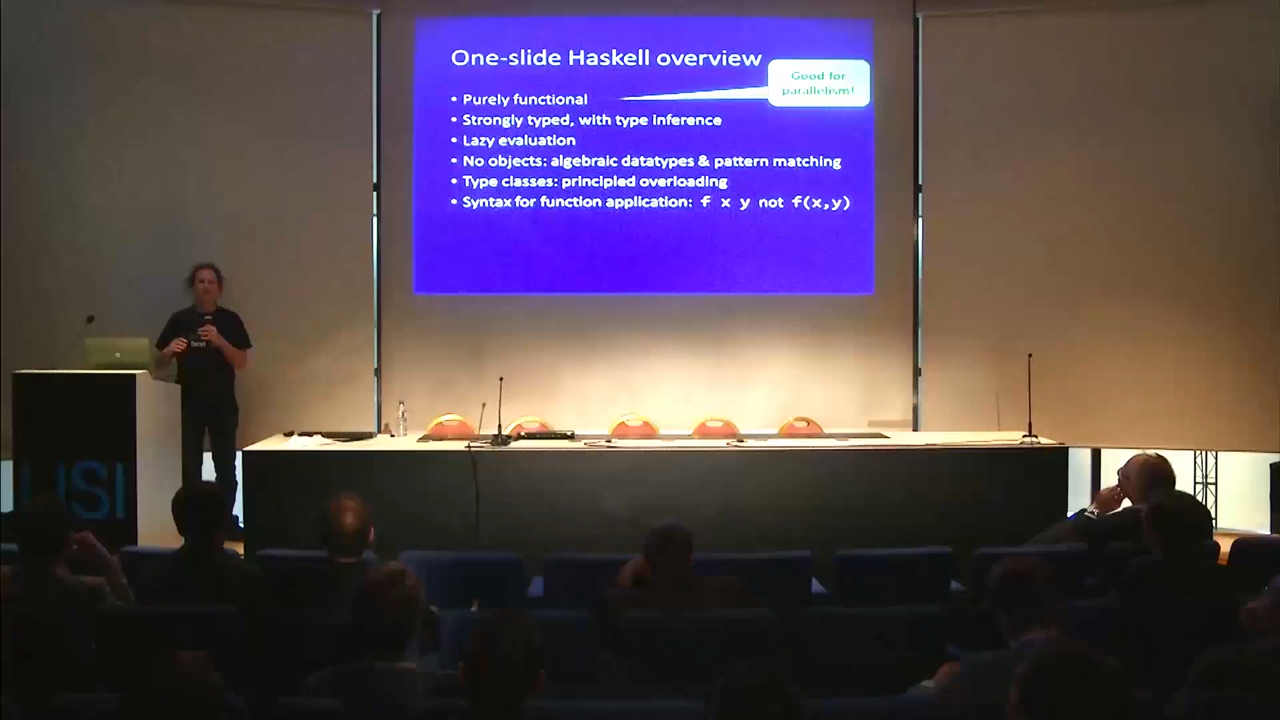 One-slide Haskell overview
Good for
parallelism!
• Purely functional
• Strongly typed, with type inference
• Lazy evaluation
• No objects: algebraic datatypes & pattern matching
• Type classes: principled overloading
• Syntax for function application: f x y not f(x,y)
USI